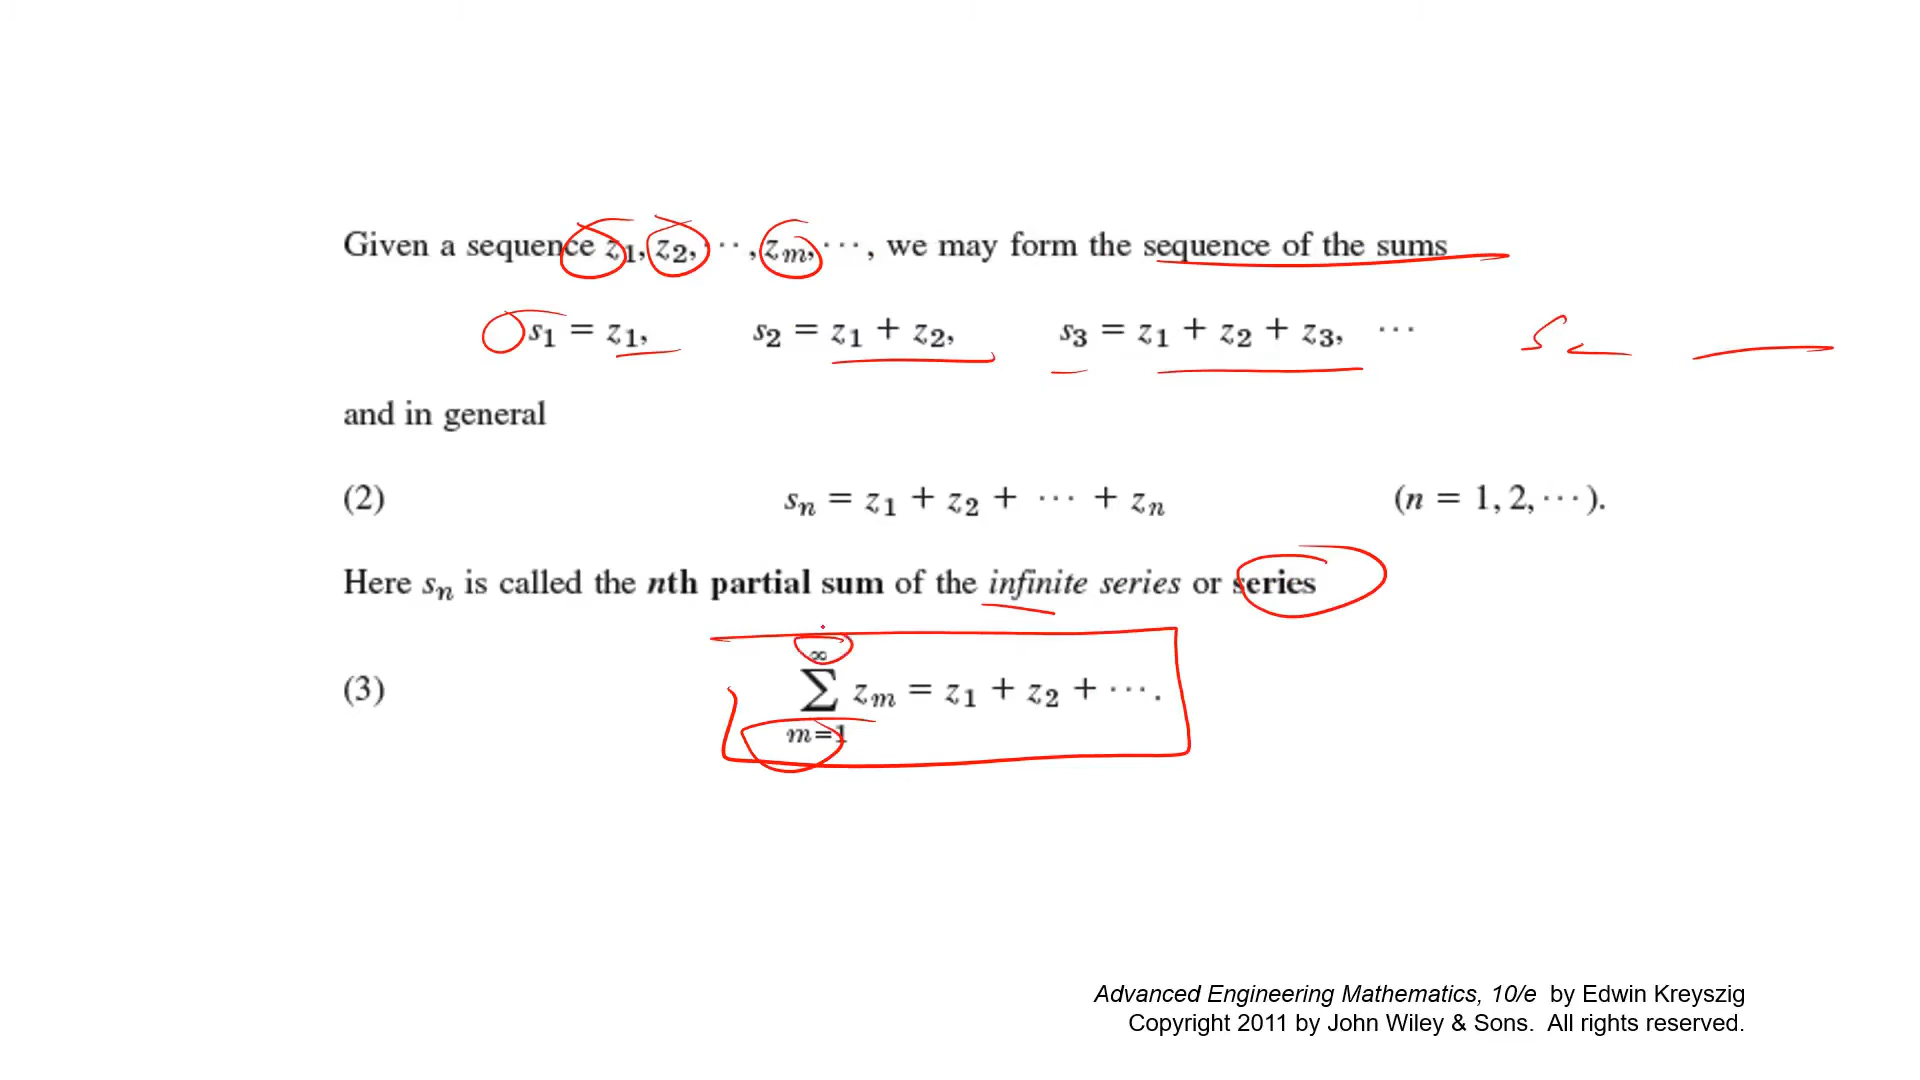 Given a sequence z₁, z₂, ⋯, zₘ, ⋯, we may form the sequence of the sums
s₁ = z₁, s₂ = z₁ + z₂, s₃ = z₁ + z₂ + z₃, ⋯
and in general
(2) sₙ = z₁ + z₂ + ⋯ + zₙ (n = 1, 2, ⋯).
Here sₙ is called the nth partial sum of the infinite series or series
∞
(3) ∑ zₘ = z₁ + z₂ + ⋯.
m=1
Advanced Engineering Mathematics, 10/e by Edwin Kreyszig
Copyright 2011 by John Wiley & Sons. All rights reserved.